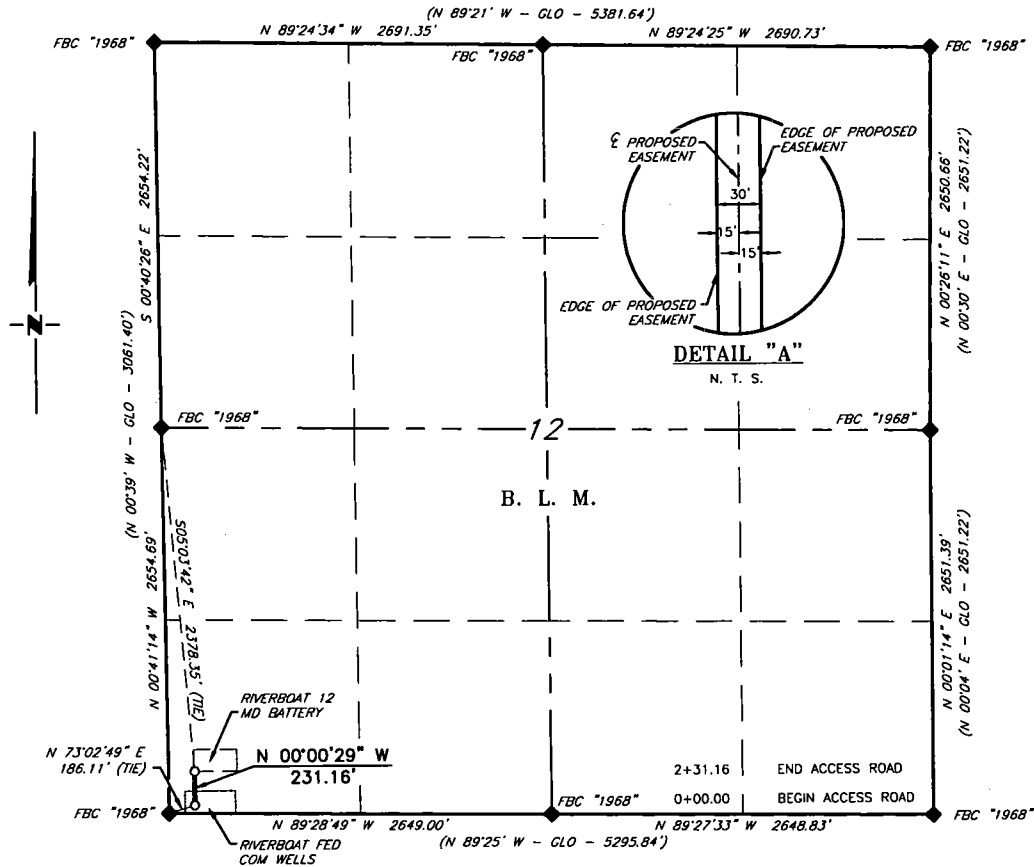 (N 89°21' W - GLO - 5381.64')
N 89°24'34" W 2691.35'
N 89°24'25" W 2690.73'
FBC "1968"
FBC "1968"
FBC "1968"
℄ PROPOSED
EASEMENT
EDGE OF PROPOSED
EASEMENT
30'
15'
15'
EDGE OF PROPOSED
EASEMENT
DETAIL "A"
N. T. S.
S 00°40'26" E 2654.22'
(N 00°39' W - GLO - 3061.40')
N 00°26'11" E 2650.66'
(N 00°30' E - GLO - 2651.22')
N
FBC "1968"
12
FBC "1968"
B. L. M.
N 00°41'14" W 2654.69'
S05°03'42" E 2378.35' (TIE)
N 00°01'14" E 2651.39'
(N 00°04' E - GLO - 2651.22')
RIVERBOAT 12
MD BATTERY
N 73°02'49" E
186.11' (TIE)
N 00°00'29" W
231.16'
2+31.16 END ACCESS ROAD
0+00.00 BEGIN ACCESS ROAD
FBC "1968"
FBC "1968"
FBC "1968"
N 89°28'49" W 2649.00'
N 89°27'33" W 2648.83'
(N 89°25' W - GLO - 5295.84')
RIVERBOAT FED
COM WELLS